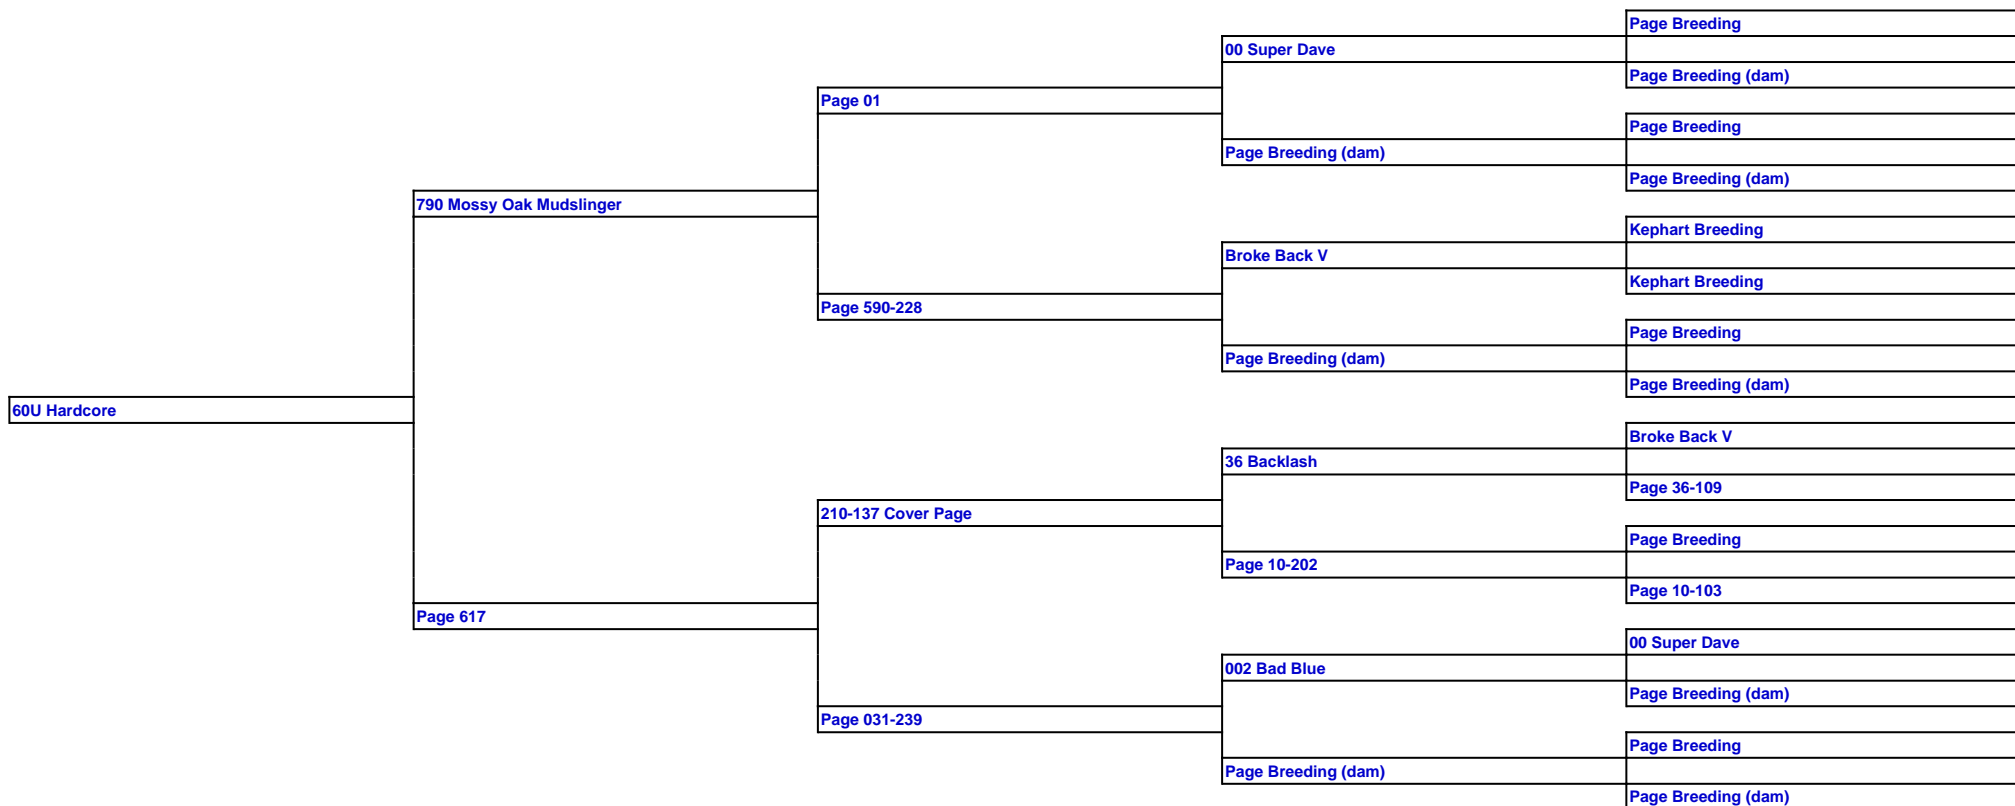 Page Breeding
00 Super Dave
Page Breeding (dam)
Page 01
Page Breeding
Page Breeding (dam)
Page Breeding (dam)
790 Mossy Oak Mudslinger
Kephart Breeding
Broke Back V
Kephart Breeding
Page 590-228
Page Breeding
Page Breeding (dam)
Page Breeding (dam)
60U Hardcore
Broke Back V
36 Backlash
Page 36-109
210-137 Cover Page
Page Breeding
Page 10-202
Page 10-103
Page 617
00 Super Dave
002 Bad Blue
Page Breeding (dam)
Page 031-239
Page Breeding
Page Breeding (dam)
Page Breeding (dam)